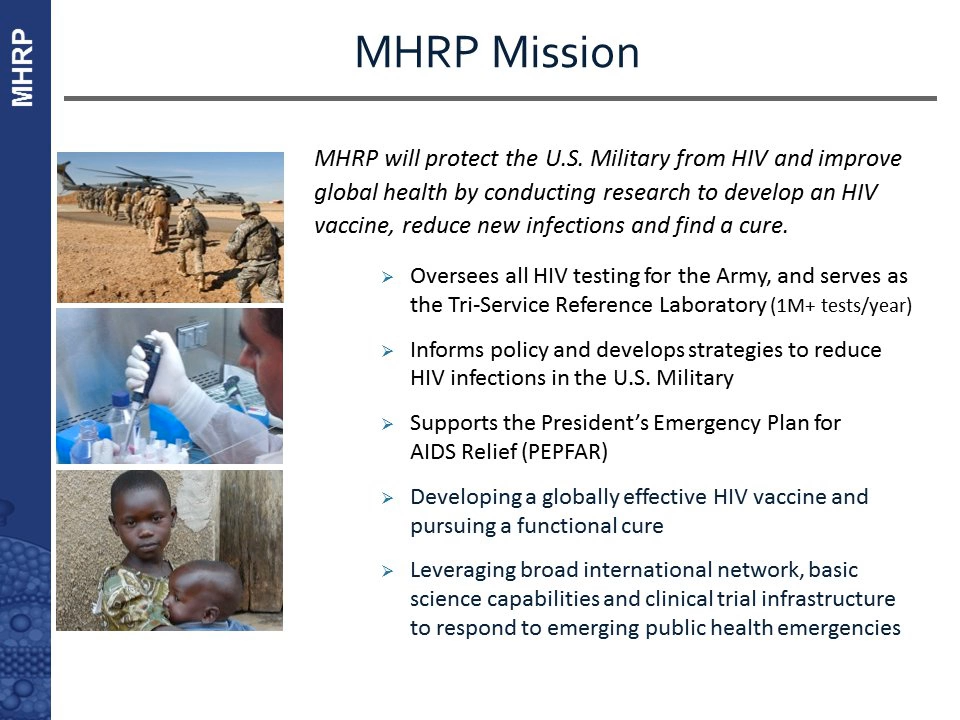 MHRP
MHRP Mission
MHRP will protect the U.S. Military from HIV and improve
global health by conducting research to develop an HIV
vaccine, reduce new infections and find a cure.
Oversees all HIV testing for the Army, and serves as
the Tri-Service Reference Laboratory (1M+ tests/year)
Informs policy and develops strategies to reduce
HIV infections in the U.S. Military
Supports the President’s Emergency Plan for
AIDS Relief (PEPFAR)
Developing a globally effective HIV vaccine and
pursuing a functional cure
Leveraging broad international network, basic
science capabilities and clinical trial infrastructure
to respond to emerging public health emergencies